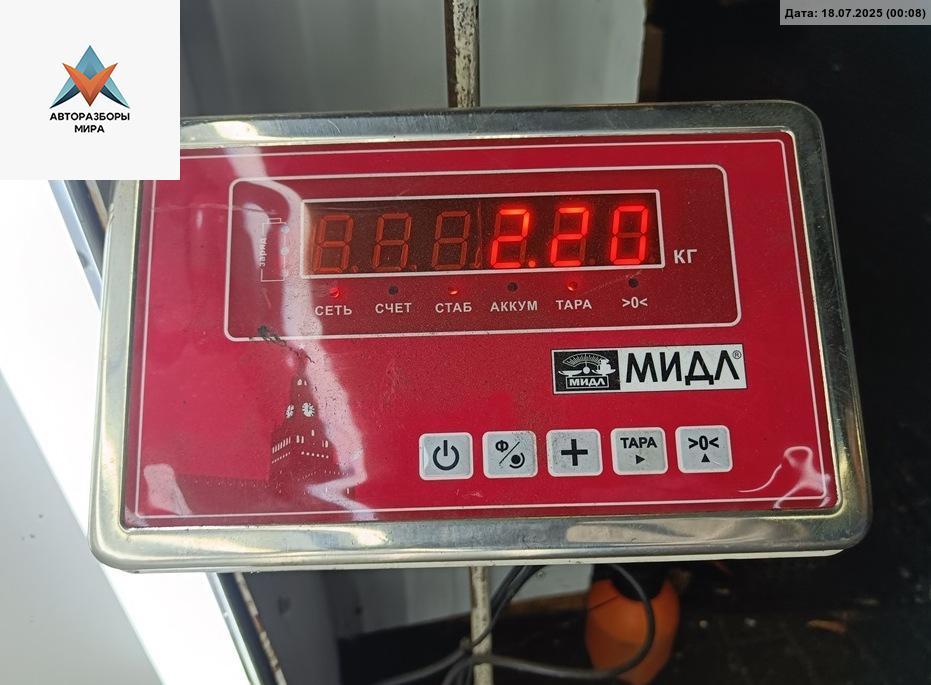 Дата: 18.07.2025 (00:08)
АВТОРАЗБОРЫ
МИРА
заряд
2.20
КГ
СЕТЬ СЧЕТ СТАБ АККУМ ТАРА >0<
МИДЛ МИДЛ®
Ф ТАРА >0<